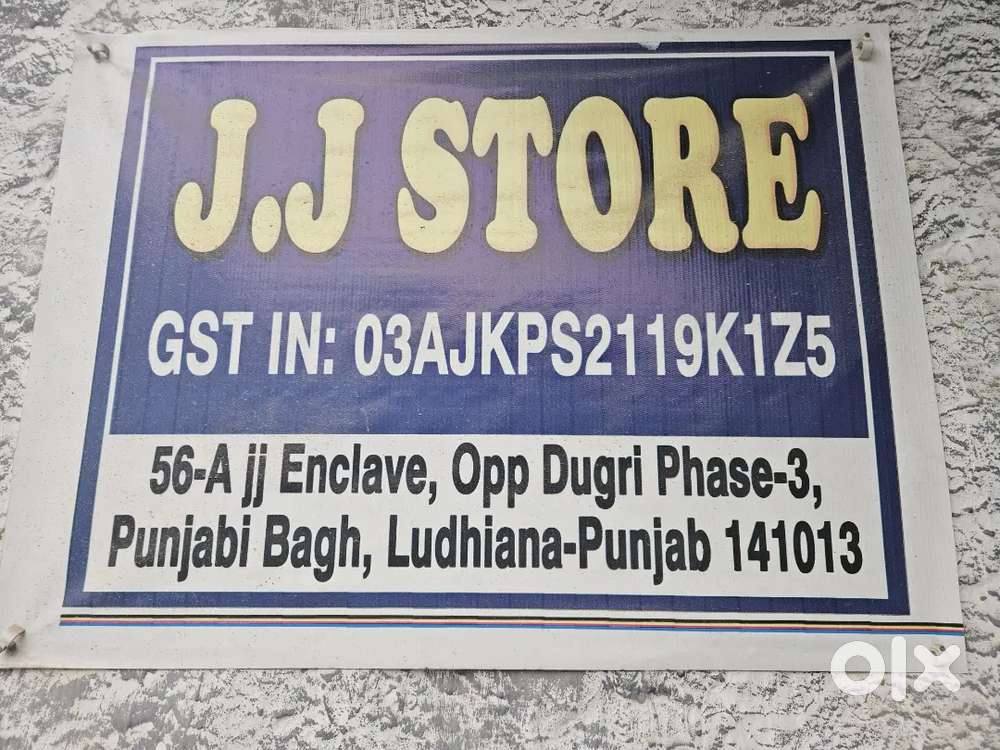 J.J STORE
GST IN: 03AJKPS2119K1Z5
56-A jj Enclave, Opp Dugri Phase-3,
Punjabi Bagh, Ludhiana-Punjab 141013
olx